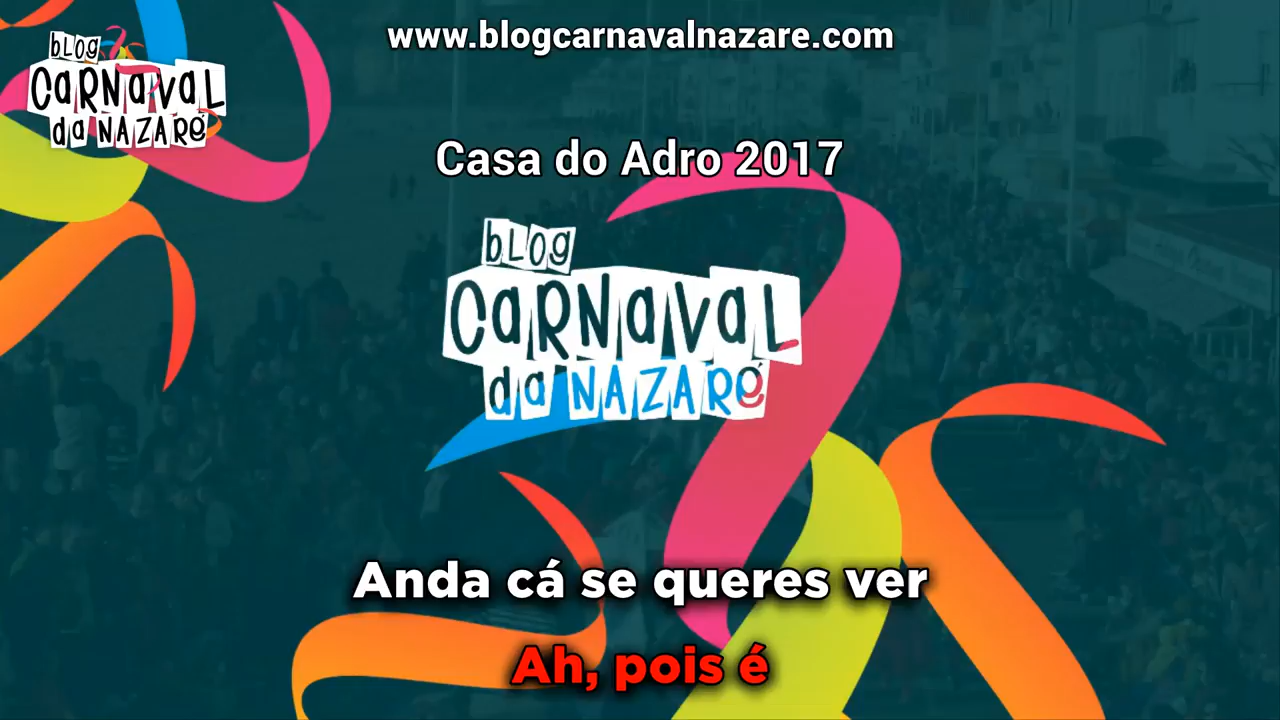 www.blogcarnavalnazare.com
blog
CaRNaVaL
da NAZARé
Casa do Adro 2017
blog
CaRNaVaL
da NAZARé
Anda cá se queres ver
Ah, pois é